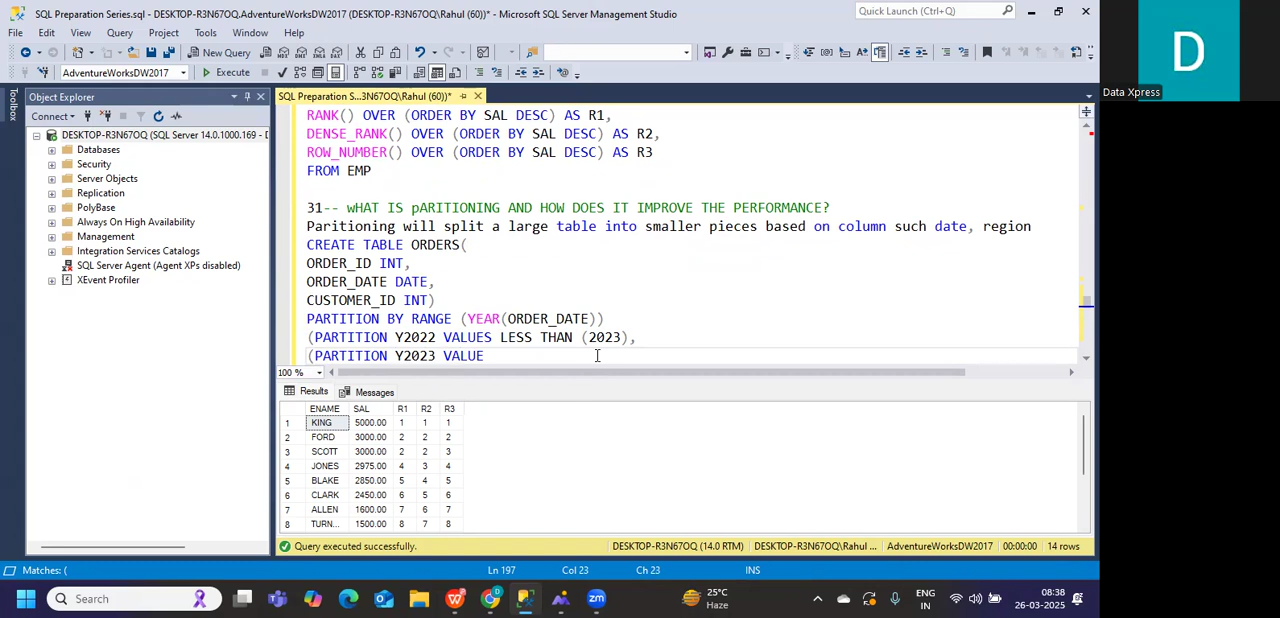 SQL Preparation Series.sql - DESKTOP-R3N67OQ.AdventureWorksDW2017 (DESKTOP-R3N67OQ\Rahul (60))* - Microsoft SQL Server Management Studio
Quick Launch (Ctrl+Q)
File Edit View Query Project Tools Window Help
New Query
AdventureWorksDW2017
Execute
Toolbox
Object Explorer
Connect
DESKTOP-R3N67OQ (SQL Server 14.0.1000.169 - D
Databases
Security
Server Objects
Replication
PolyBase
Always On High Availability
Management
Integration Services Catalogs
SQL Server Agent (Agent XPs disabled)
XEvent Profiler
SQL Preparation S...3N67OQ\Rahul (60))*
RANK() OVER (ORDER BY SAL DESC) AS R1,
DENSE_RANK() OVER (ORDER BY SAL DESC) AS R2,
ROW_NUMBER() OVER (ORDER BY SAL DESC) AS R3
FROM EMP
31-- wHAT IS pARITIONING AND HOW DOES IT IMPROVE THE PERFORMANCE?
Paritioning will split a large table into smaller pieces based on column such date, region
CREATE TABLE ORDERS(
ORDER_ID INT,
ORDER_DATE DATE,
CUSTOMER_ID INT)
PARTITION BY RANGE (YEAR(ORDER_DATE))
(PARTITION Y2022 VALUES LESS THAN (2023),
(PARTITION Y2023 VALUE
100 %
Results Messages
ENAME SAL R1 R2 R3
1 KING 5000.00 1 1 1
2 FORD 3000.00 2 2 2
3 SCOTT 3000.00 2 2 3
4 JONES 2975.00 4 3 4
5 BLAKE 2850.00 5 4 5
6 CLARK 2450.00 6 5 6
7 ALLEN 1600.00 7 6 7
8 TURN... 1500.00 8 7 8
Query executed successfully.
DESKTOP-R3N67OQ (14.0 RTM) DESKTOP-R3N67OQ\Rahul ... AdventureWorksDW2017 00:00:00 14 rows
Matches: (
Ln 197 Col 23 Ch 23 INS
Search
25°C
Haze
ENG
IN
08:38
26-03-2025
D
Data Xpress